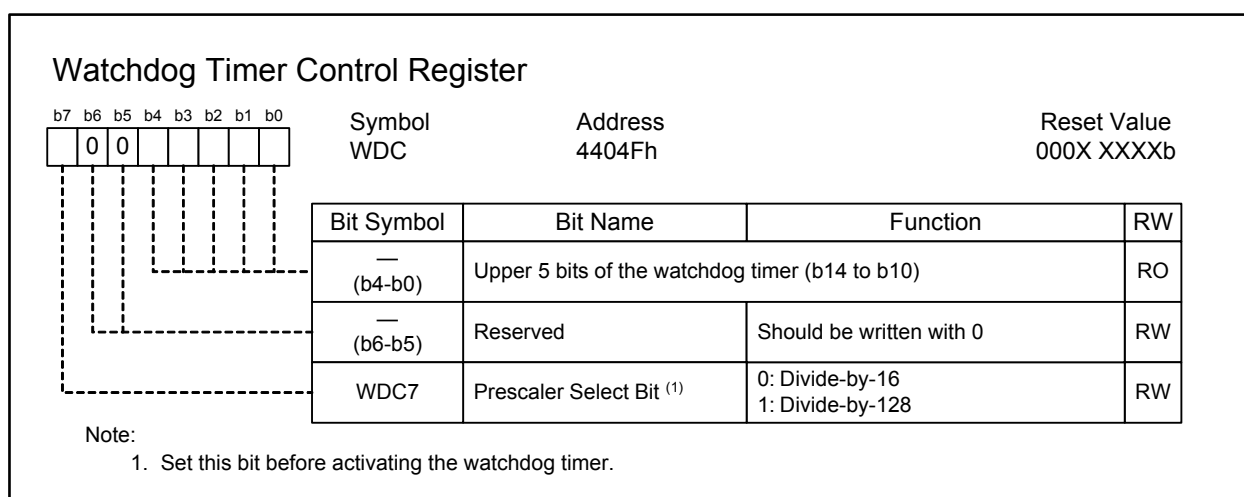 Watchdog Timer Control Register
b7 b6 b5 b4 b3 b2 b1 b0
0 0
Symbol Address Reset Value
WDC 4404Fh 000X XXXXb
Bit Symbol Bit Name Function RW
—
(b4-b0) Upper 5 bits of the watchdog timer (b14 to b10) RO
—
(b6-b5) Reserved Should be written with 0 RW
WDC7 Prescaler Select Bit (1) 0: Divide-by-16
1: Divide-by-128 RW
Note:
1. Set this bit before activating the watchdog timer.